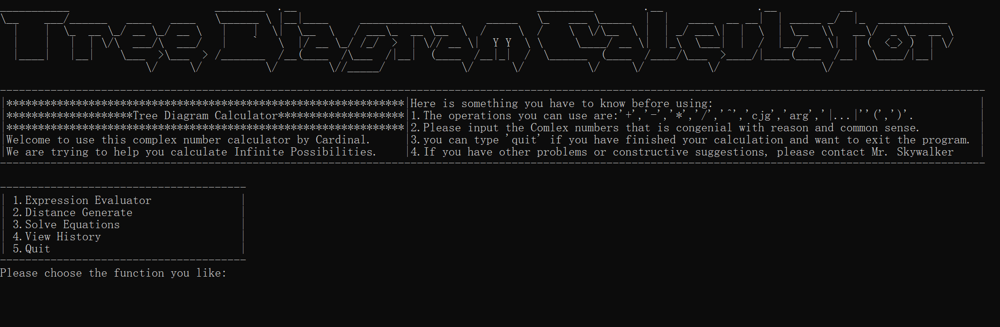 Tree Diagram Calculator
Here is something you have to know before using:
********************Tree Diagram Calculator********************
1.The operations you can use are:'+','-','*','/','^','cjg','arg','|...|''(',')'.
2.Please input the Comlex numbers that is congenial with reason and common sense.
Welcome to use this complex number calculator by Cardinal.
3.you can type 'quit' if you have finished your calculation and want to exit the program.
We are trying to help you calculate Infinite Possibilities.
4.If you have other problems or constructive suggestions, please contact Mr. Skywalker
1.Expression Evaluator
2.Distance Generate
3.Solve Equations
4.View History
5.Quit
Please choose the function you like: